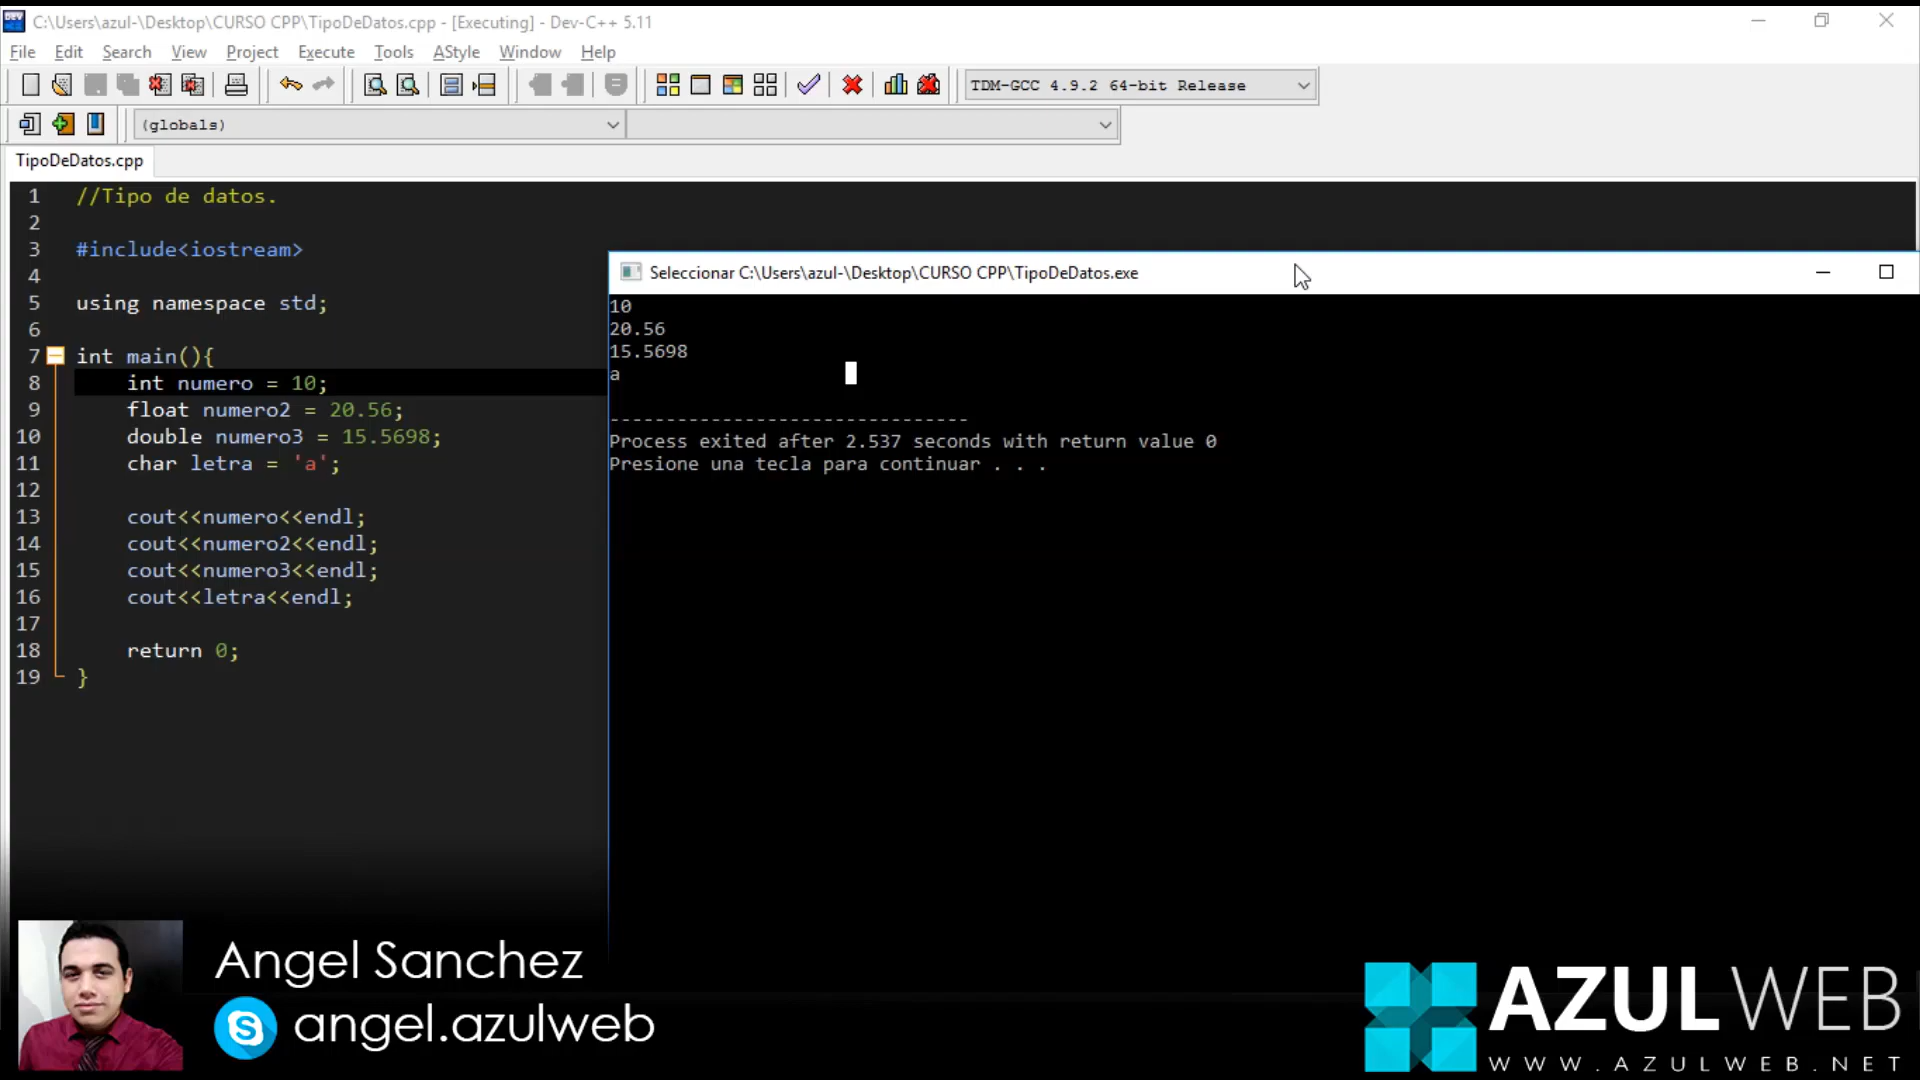 C:\Users\azul-\Desktop\CURSO CPP\TipoDeDatos.cpp - [Executing] - Dev-C++ 5.11
File Edit Search View Project Execute Tools AStyle Window Help
TDM-GCC 4.9.2 64-bit Release
(globals)
TipoDeDatos.cpp
1 //Tipo de datos.
2
3 #include<iostream>
4
5 using namespace std;
6
7 int main(){
8 int numero = 10;
9 float numero2 = 20.56;
10 double numero3 = 15.5698;
11 char letra = 'a';
12
13 cout<<numero<<endl;
14 cout<<numero2<<endl;
15 cout<<numero3<<endl;
16 cout<<letra<<endl;
17
18 return 0;
19 }
Seleccionar C:\Users\azul-\Desktop\CURSO CPP\TipoDeDatos.exe
10
20.56
15.5698
a
--------------------------------
Process exited after 2.537 seconds with return value 0
Presione una tecla para continuar . . .
Angel Sanchez
angel.azulweb
AZULWEB
WWW.AZULWEB.NET